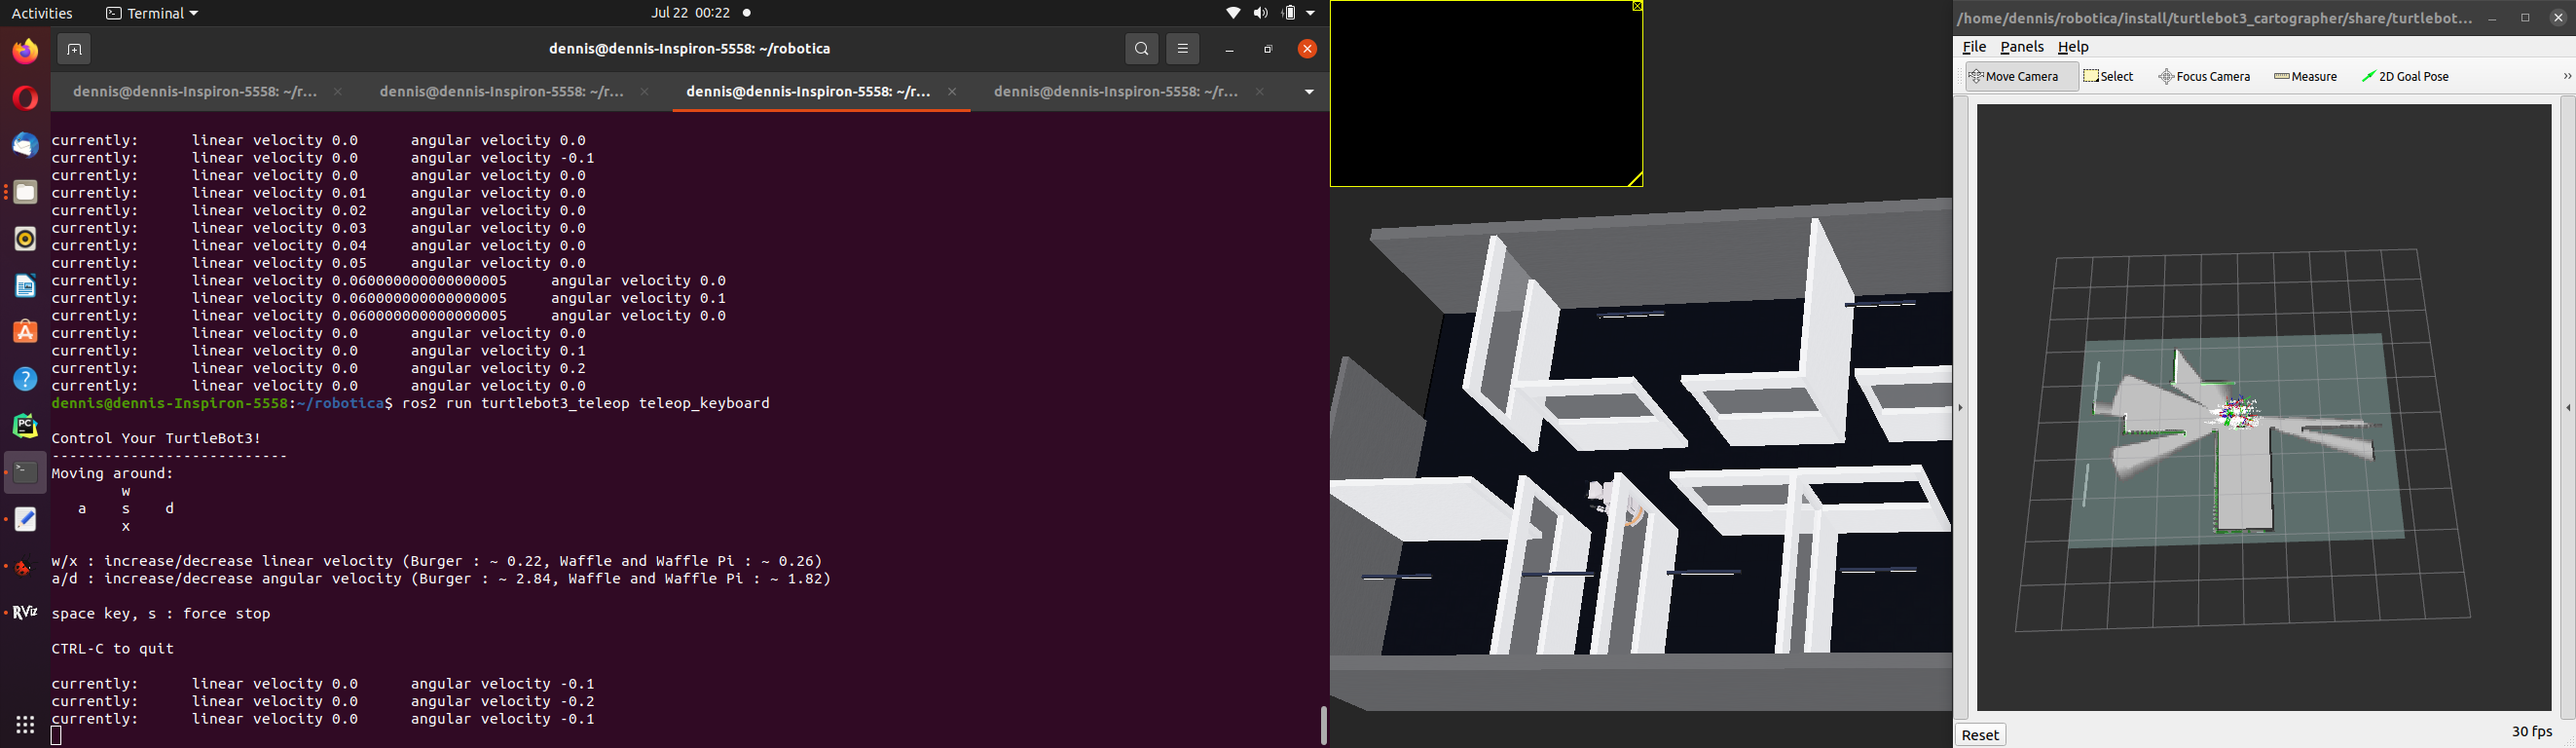 Activities
Terminal
Jul 22 00:22
dennis@dennis-Inspiron-5558: ~/robotica
dennis@dennis-Inspiron-5558: ~/r...
dennis@dennis-Inspiron-5558: ~/r...
dennis@dennis-Inspiron-5558: ~/r...
dennis@dennis-Inspiron-5558: ~/r...
currently: linear velocity 0.0 angular velocity 0.0
currently: linear velocity 0.0 angular velocity -0.1
currently: linear velocity 0.0 angular velocity 0.0
currently: linear velocity 0.01 angular velocity 0.0
currently: linear velocity 0.02 angular velocity 0.0
currently: linear velocity 0.03 angular velocity 0.0
currently: linear velocity 0.04 angular velocity 0.0
currently: linear velocity 0.05 angular velocity 0.0
currently: linear velocity 0.060000000000000005 angular velocity 0.0
currently: linear velocity 0.060000000000000005 angular velocity 0.1
currently: linear velocity 0.060000000000000005 angular velocity 0.0
currently: linear velocity 0.0 angular velocity 0.0
currently: linear velocity 0.0 angular velocity 0.1
currently: linear velocity 0.0 angular velocity 0.2
currently: linear velocity 0.0 angular velocity 0.0
dennis@dennis-Inspiron-5558:~/robotica$ ros2 run turtlebot3_teleop teleop_keyboard
Control Your TurtleBot3!
---------------------------
Moving around:
w
a s d
x
w/x : increase/decrease linear velocity (Burger : ~ 0.22, Waffle and Waffle Pi : ~ 0.26)
a/d : increase/decrease angular velocity (Burger : ~ 2.84, Waffle and Waffle Pi : ~ 1.82)
space key, s : force stop
CTRL-C to quit
currently: linear velocity 0.0 angular velocity -0.1
currently: linear velocity 0.0 angular velocity -0.2
currently: linear velocity 0.0 angular velocity -0.1
PC
RViz
/home/dennis/robotica/install/turtlebot3_cartographer/share/turtlebot...
File Panels Help
Move Camera Select Focus Camera Measure 2D Goal Pose
Reset
30 fps